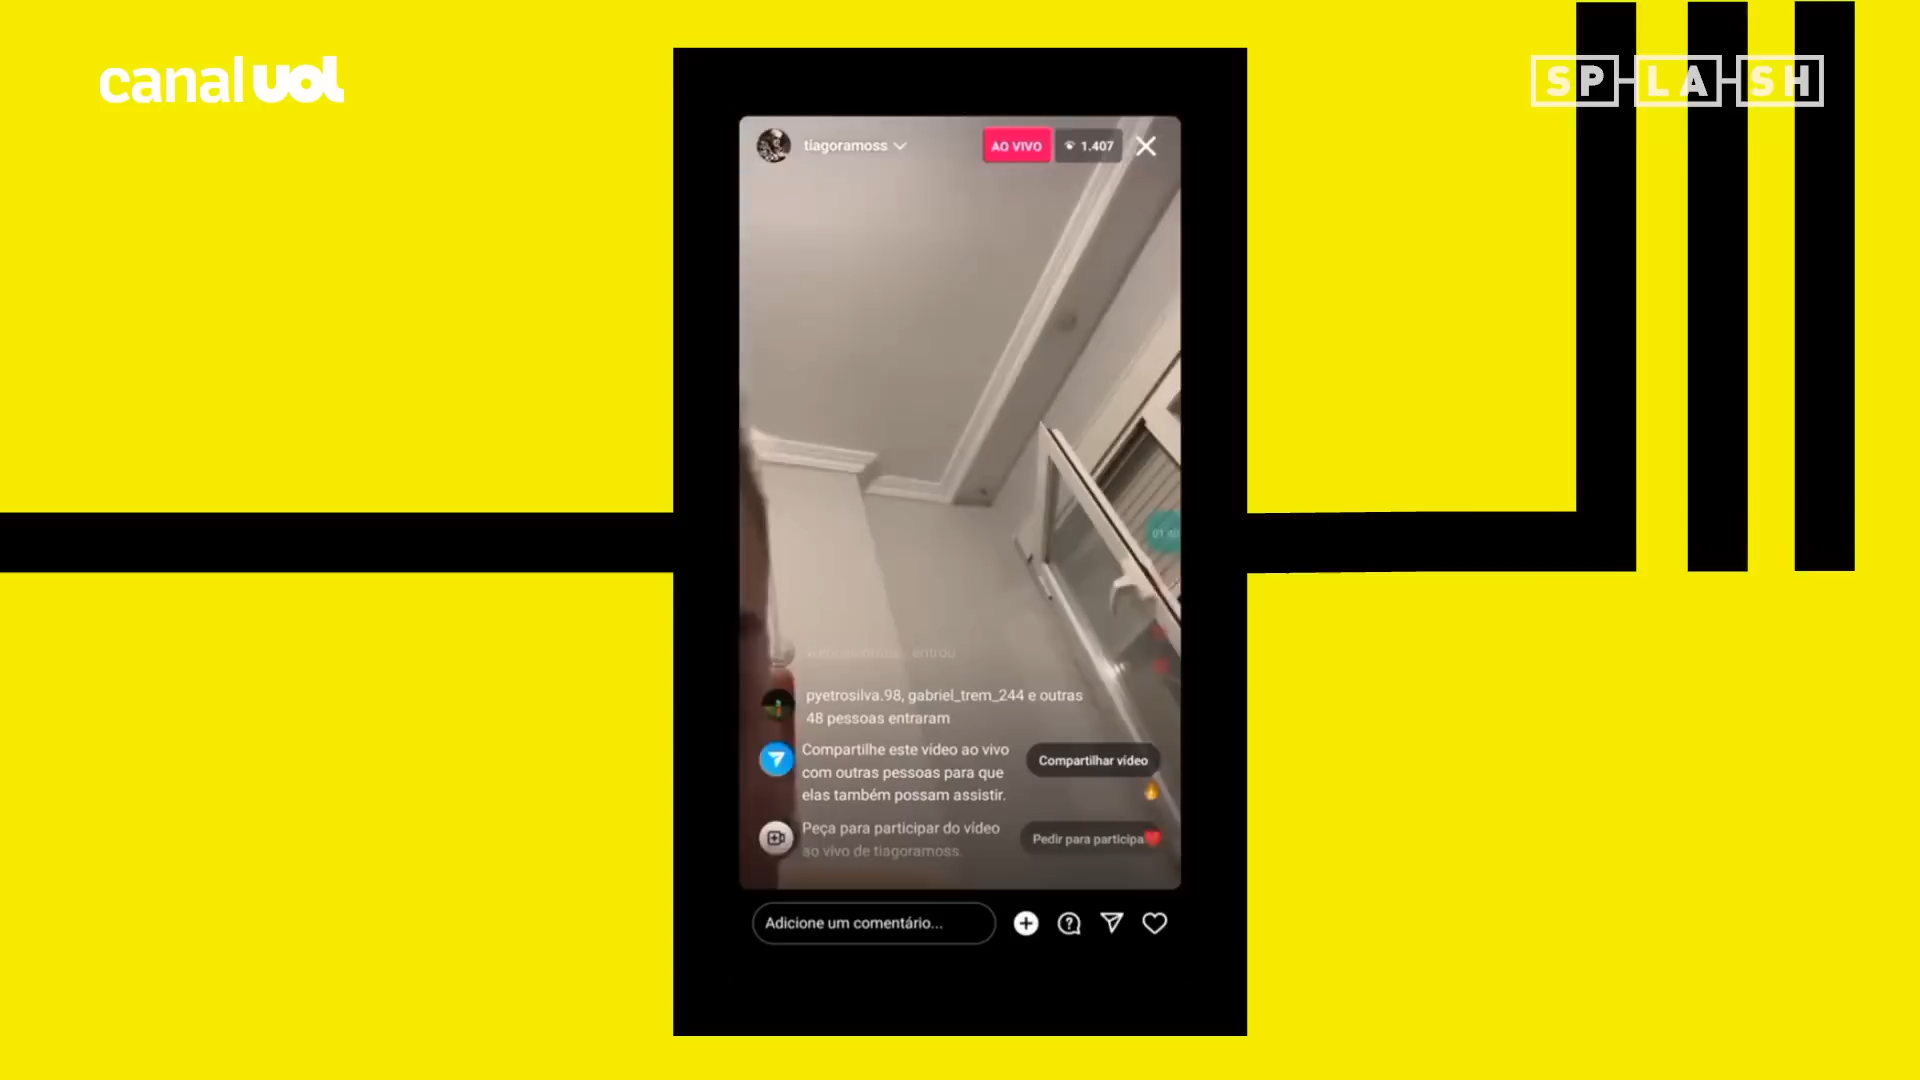 canal uol
SPLASH
tiagoramoss
AO VIVO
1.407
entrou
pyetrosilva.98, gabriel_trem_244 e outras
48 pessoas entraram
Compartilhe este vídeo ao vivo
com outras pessoas para que
elas também possam assistir.
Compartilhar vídeo
Peça para participar do vídeo
ao vivo de tiagoramoss.
Pedir para participa
Adicione um comentário...